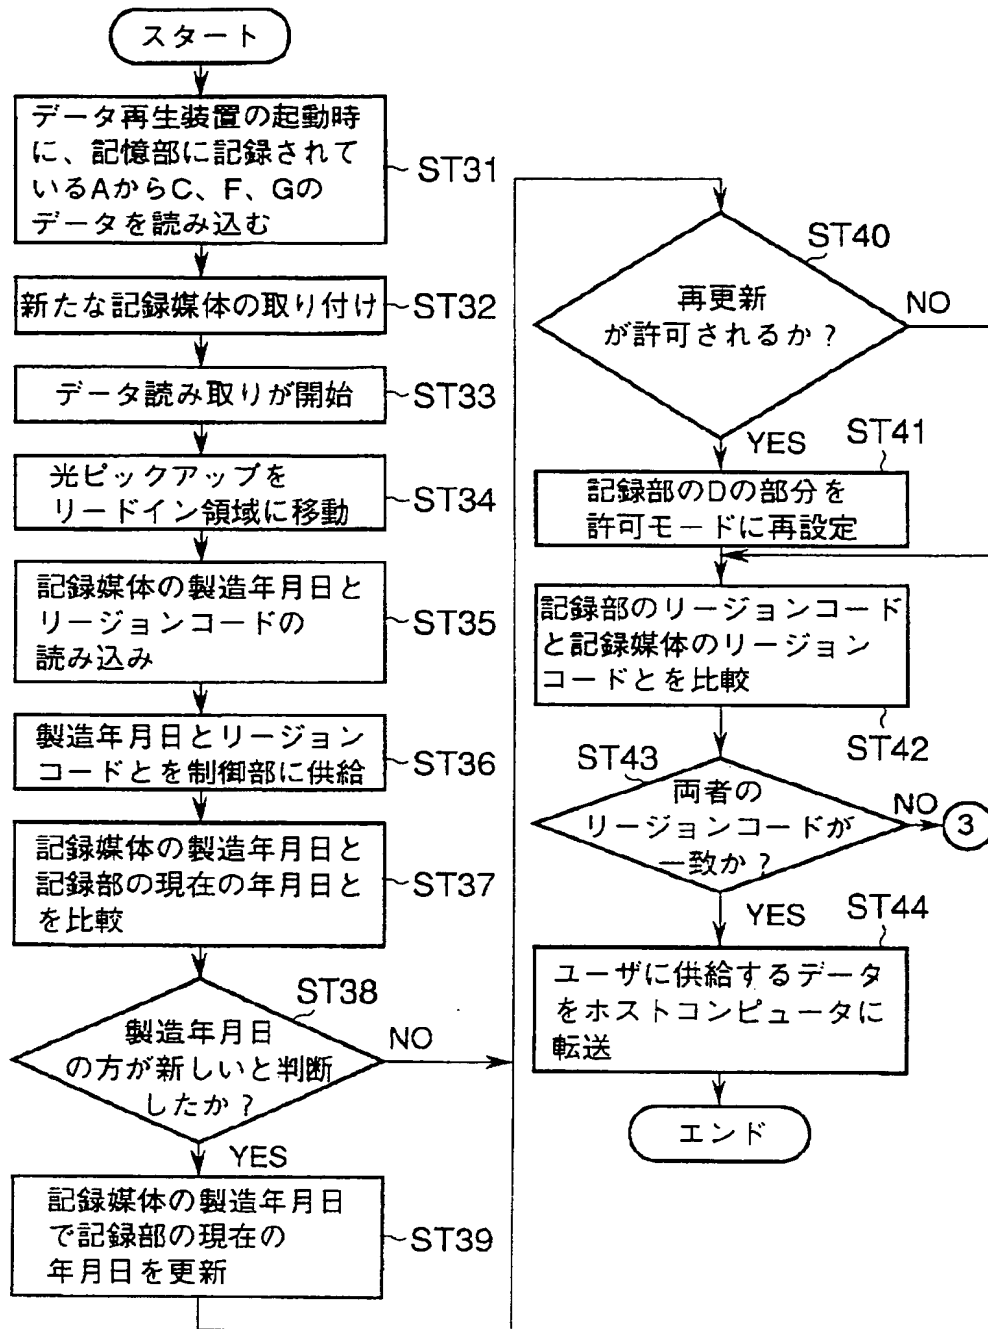 スタート
データ再生装置の起動時
に、記憶部に記録されて
いるAからC、F、Gの
データを読み込む
ST31
新たな記録媒体の取り付け
ST32
データ読み取りが開始
ST33
光ピックアップを
リードイン領域に移動
ST34
記録媒体の製造年月日と
リージョンコードの
読み込み
ST35
製造年月日とリージョン
コードとを制御部に供給
ST36
記録媒体の製造年月日と
記録部の現在の年月日と
を比較
ST37
ST38
製造年月日
の方が新しいと判断
したか？
NO
YES
記録媒体の製造年月日
で記録部の現在の
年月日を更新
ST39
ST40
再更新
が許可されるか？
NO
YES
ST41
記録部のDの部分を
許可モードに再設定
記録部のリージョンコード
と記録媒体のリージョン
コードとを比較
ST42
ST43
両者の
リージョンコードが
一致か？
NO
3
YES
ST44
ユーザに供給するデータ
をホストコンピュータに
転送
エンド